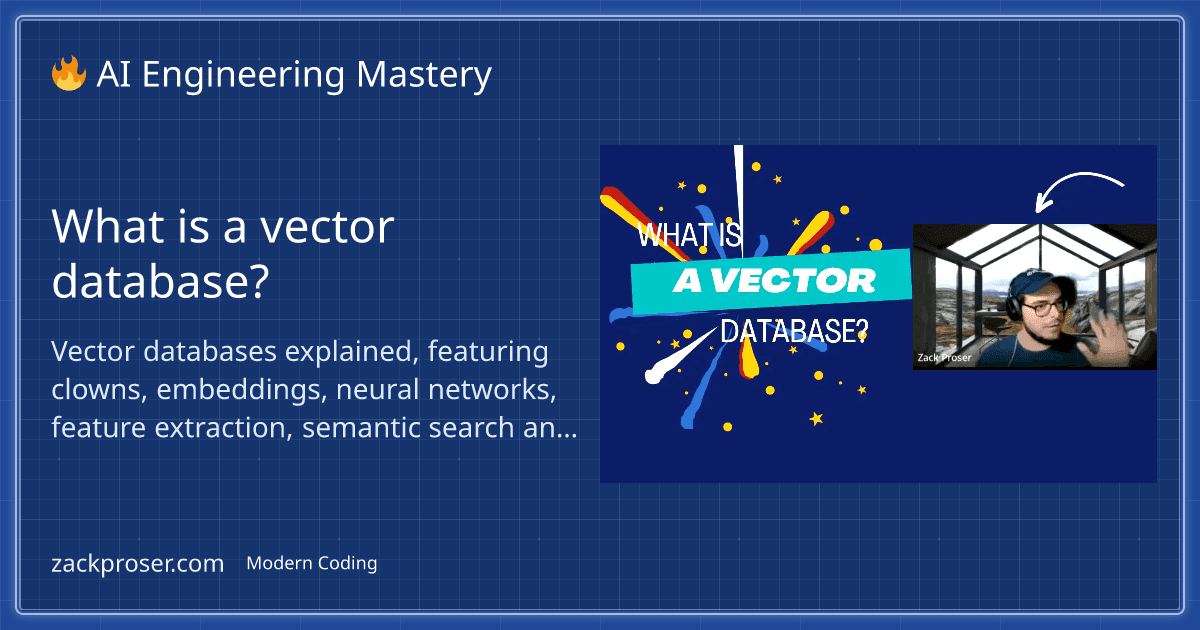 🔥 AI Engineering Mastery
What is a vector
database?
Vector databases explained, featuring
clowns, embeddings, neural networks,
feature extraction, semantic search an...
WHAT IS
A VECTOR
DATABASE?
Zack Proser
zackproser.com
Modern Coding